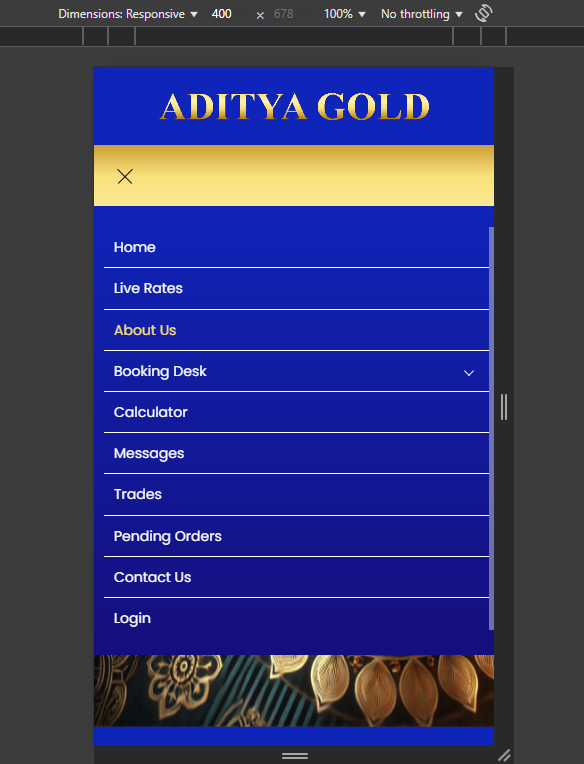 Dimensions: Responsive 400 × 678 100% No throttling
ADITYA GOLD
Home
Live Rates
About Us
Booking Desk
Calculator
Messages
Trades
Pending Orders
Contact Us
Login